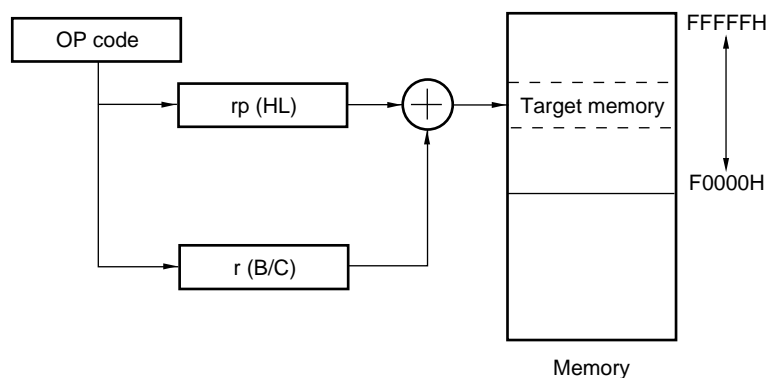 OP code
FFFFFH
rp (HL)
Target memory
F0000H
r (B/C)
Memory